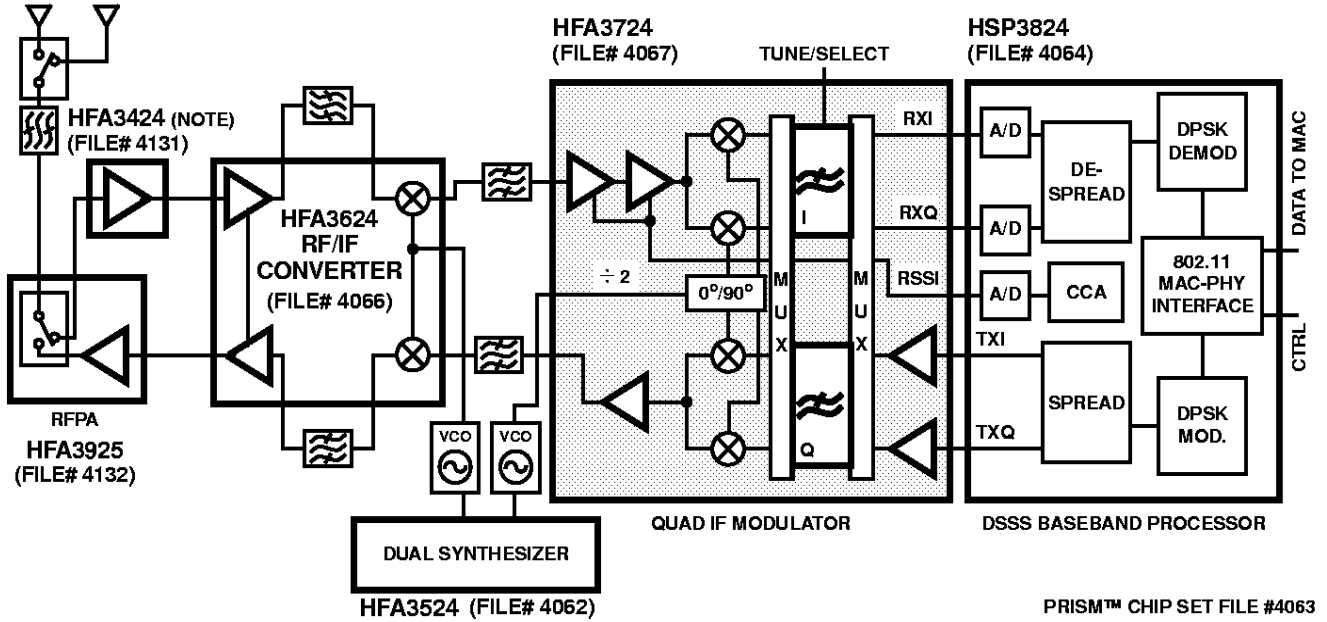 HFA3424 (NOTE)
(FILE# 4131)
HFA3624
RF/IF
CONVERTER
(FILE# 4066)
RFPA
HFA3925
(FILE# 4132)
VCO
VCO
DUAL SYNTHESIZER
HFA3524 (FILE# 4062)
HFA3724
(FILE# 4067)
TUNE/SELECT
÷ 2
0°/90°
M
U
X
I
Q
M
U
X
RXI
RXQ
RSSI
TXI
TXQ
QUAD IF MODULATOR
HSP3824
(FILE# 4064)
A/D
A/D
A/D
DE-
SPREAD
CCA
DPSK
DEMOD
802.11
MAC-PHY
INTERFACE
SPREAD
DPSK
MOD.
DATA TO MAC
CTRL
DSSS BASEBAND PROCESSOR
PRISM™ CHIP SET FILE #4063